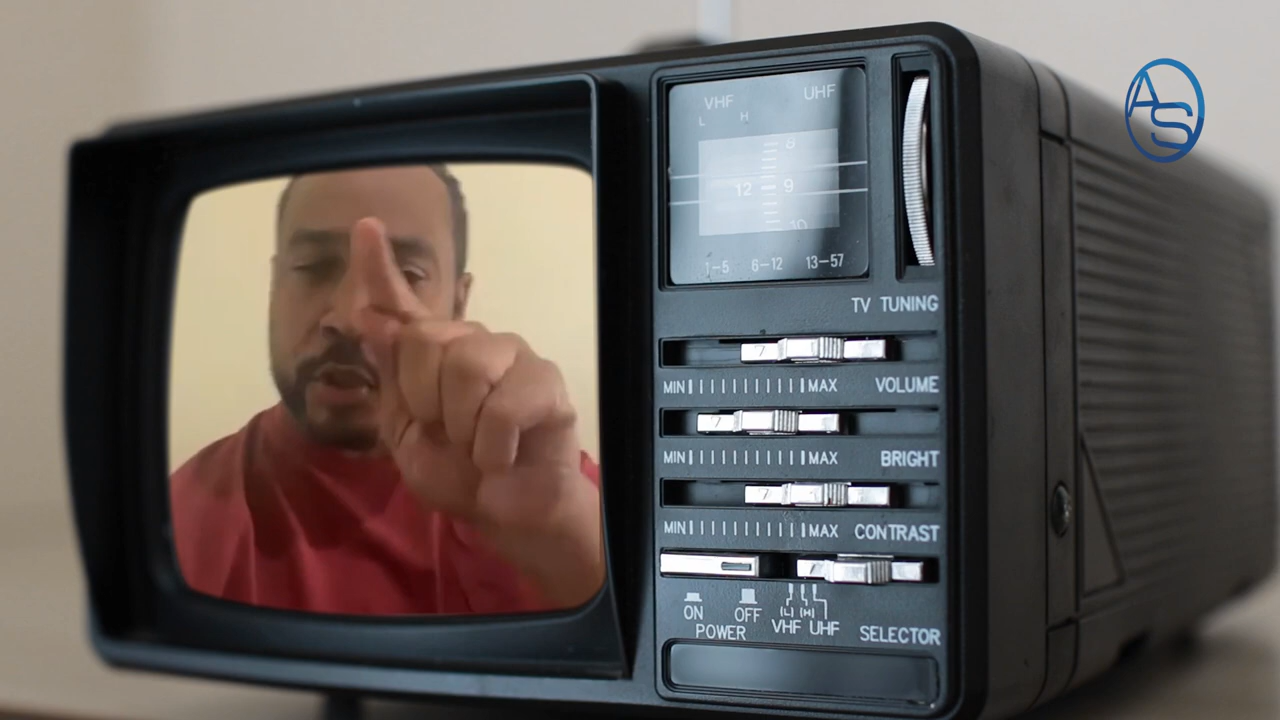 AS
VHF UHF
L H
8
12 9
10
1-5 6-12 13-57
TV TUNING
MIN MAX VOLUME
MIN MAX BRIGHT
MIN MAX CONTRAST
ON OFF (L) (H)
POWER VHF UHF SELECTOR